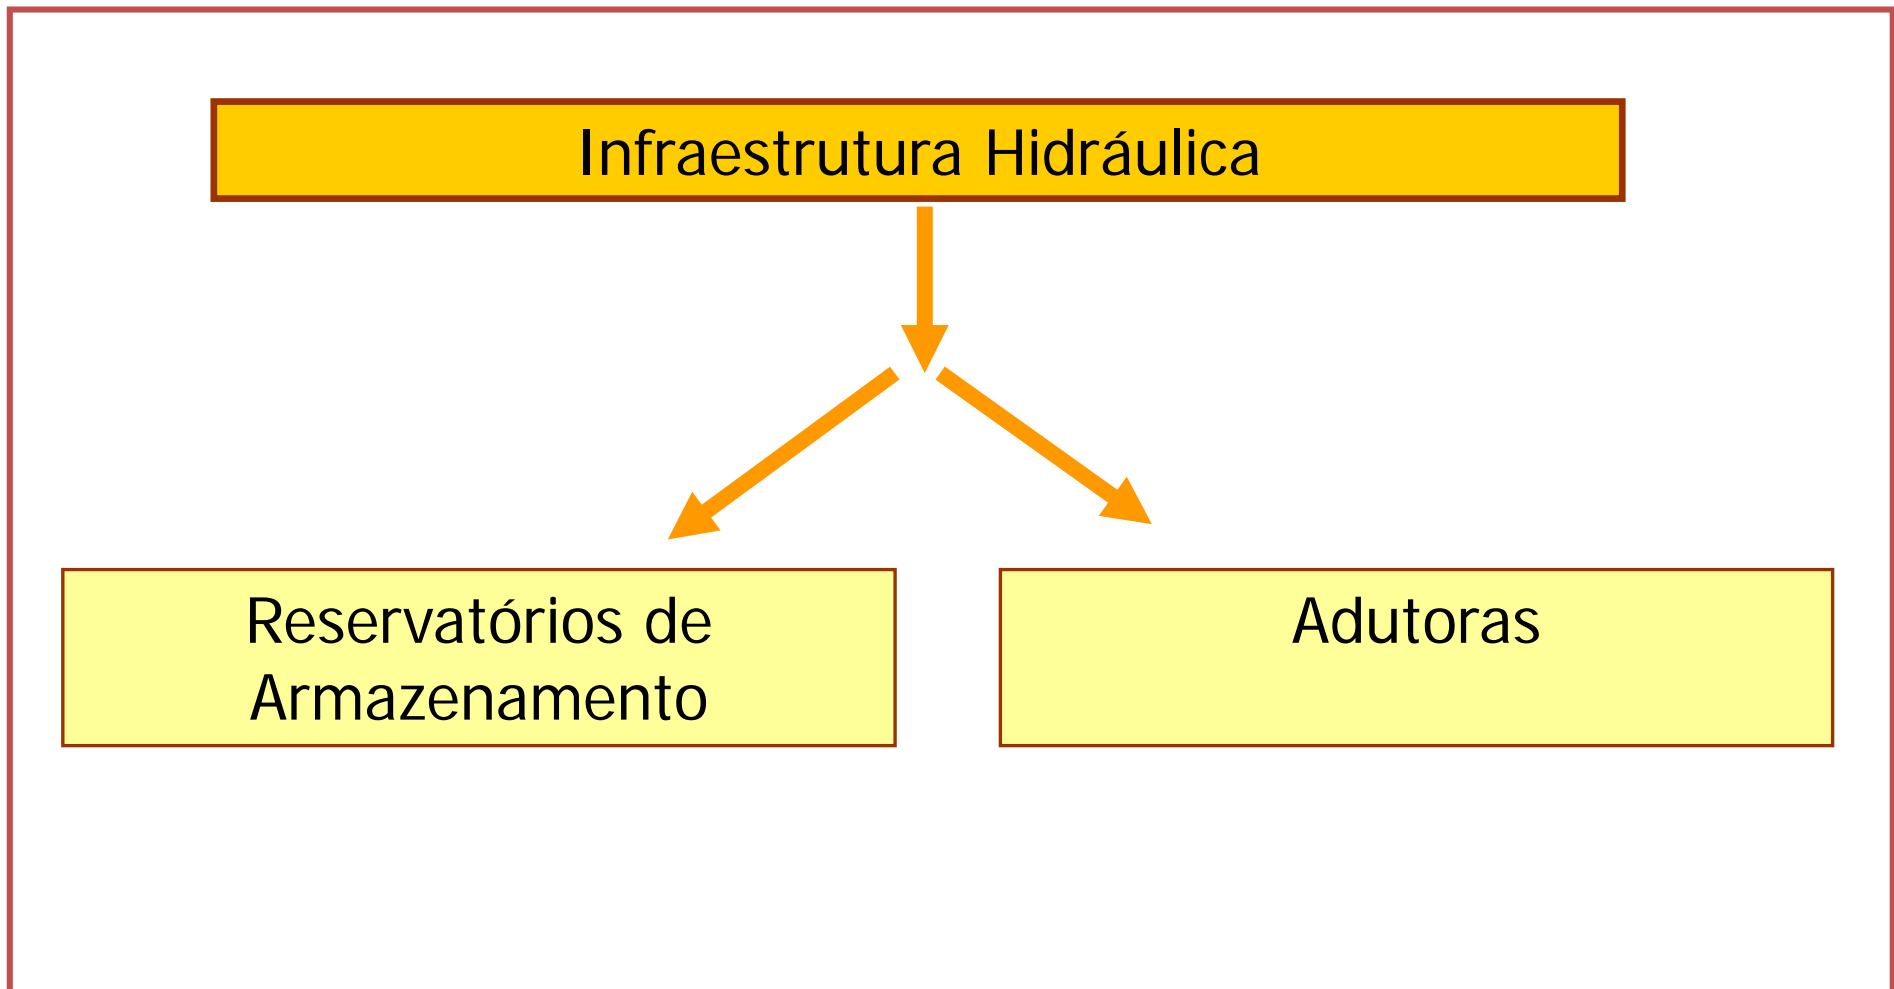 Infraestrutura Hidráulica
Reservatórios de
Armazenamento
Adutoras